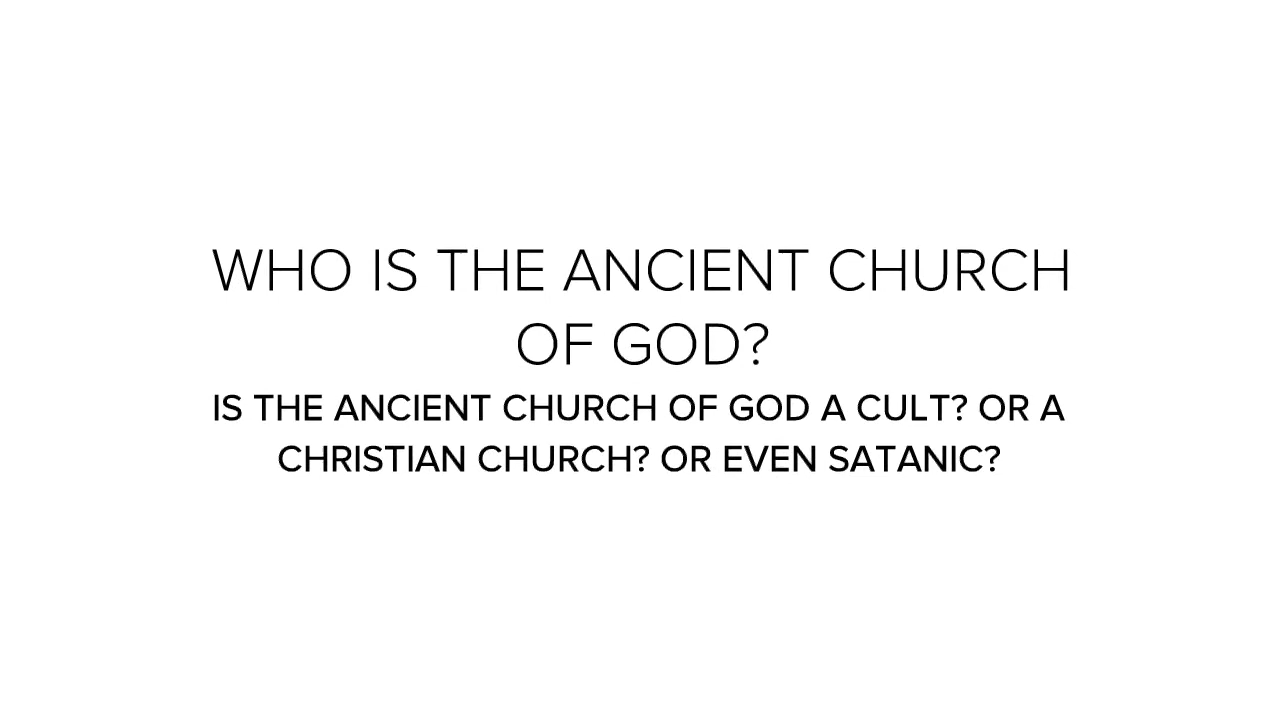 WHO IS THE ANCIENT CHURCH
OF GOD?
IS THE ANCIENT CHURCH OF GOD A CULT? OR A
CHRISTIAN CHURCH? OR EVEN SATANIC?